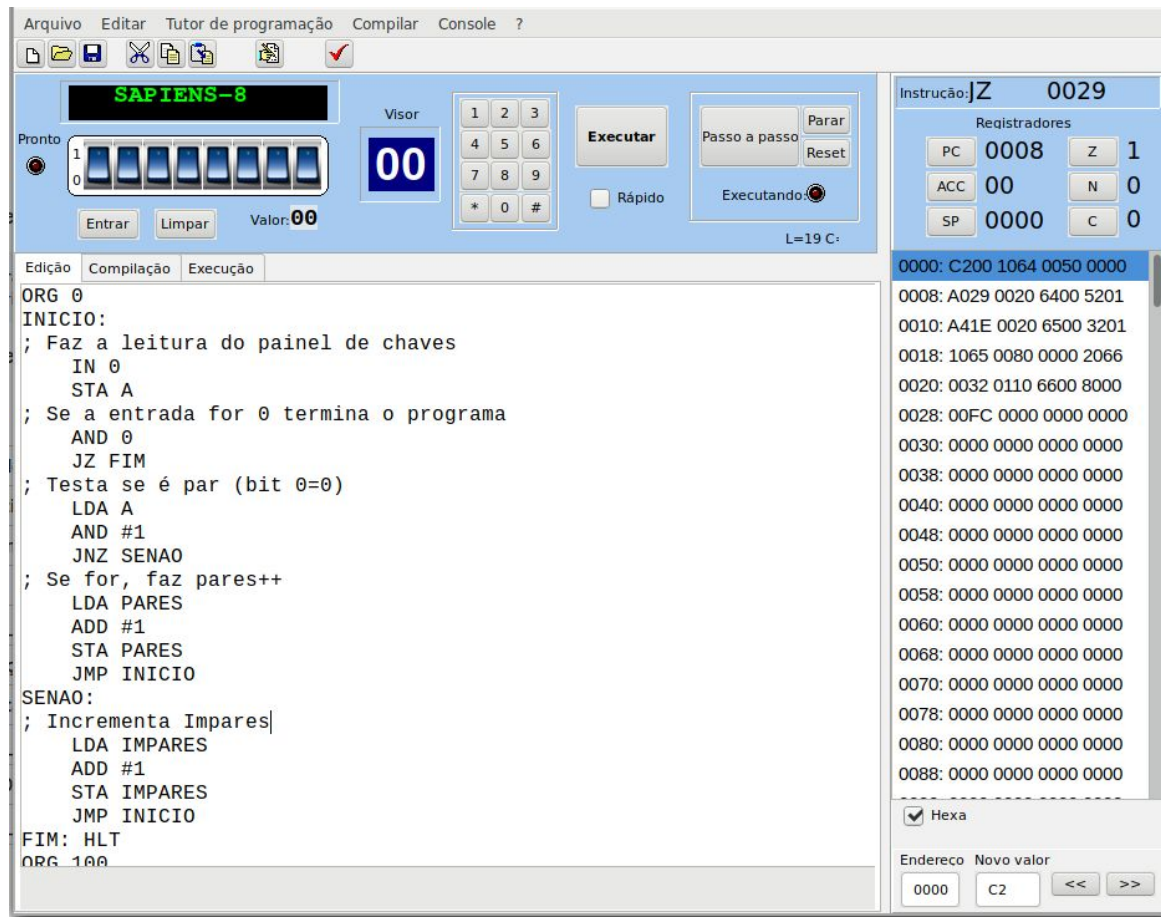 Arquivo Editar Tutor de programação Compilar Console ?
SAPIENS-8
Pronto
1
0
Entrar Limpar Valor: 00
Visor
00
1 2 3
4 5 6
7 8 9
* 0 #
Executar
Rápido
Passo a passo
Parar
Reset
Executando:
L=19 C:
Instrução: JZ 0029
Registradores
PC 0008 Z 1
ACC 00 N 0
SP 0000 C 0
Edição Compilação Execução
ORG 0
INICIO:
; Faz a leitura do painel de chaves
IN 0
STA A
; Se a entrada for 0 termina o programa
AND 0
JZ FIM
; Testa se é par (bit 0=0)
LDA A
AND #1
JNZ SENAO
; Se for, faz pares++
LDA PARES
ADD #1
STA PARES
JMP INICIO
SENAO:
; Incrementa Impares
LDA IMPARES
ADD #1
STA IMPARES
JMP INICIO
FIM: HLT
ORG 100
0000: C200 1064 0050 0000
0008: A029 0020 6400 5201
0010: A41E 0020 6500 3201
0018: 1065 0080 0000 2066
0020: 0032 0110 6600 8000
0028: 00FC 0000 0000 0000
0030: 0000 0000 0000 0000
0038: 0000 0000 0000 0000
0040: 0000 0000 0000 0000
0048: 0000 0000 0000 0000
0050: 0000 0000 0000 0000
0058: 0000 0000 0000 0000
0060: 0000 0000 0000 0000
0068: 0000 0000 0000 0000
0070: 0000 0000 0000 0000
0078: 0000 0000 0000 0000
0080: 0000 0000 0000 0000
0088: 0000 0000 0000 0000
Hexa
Endereço Novo valor
0000 C2 << >>